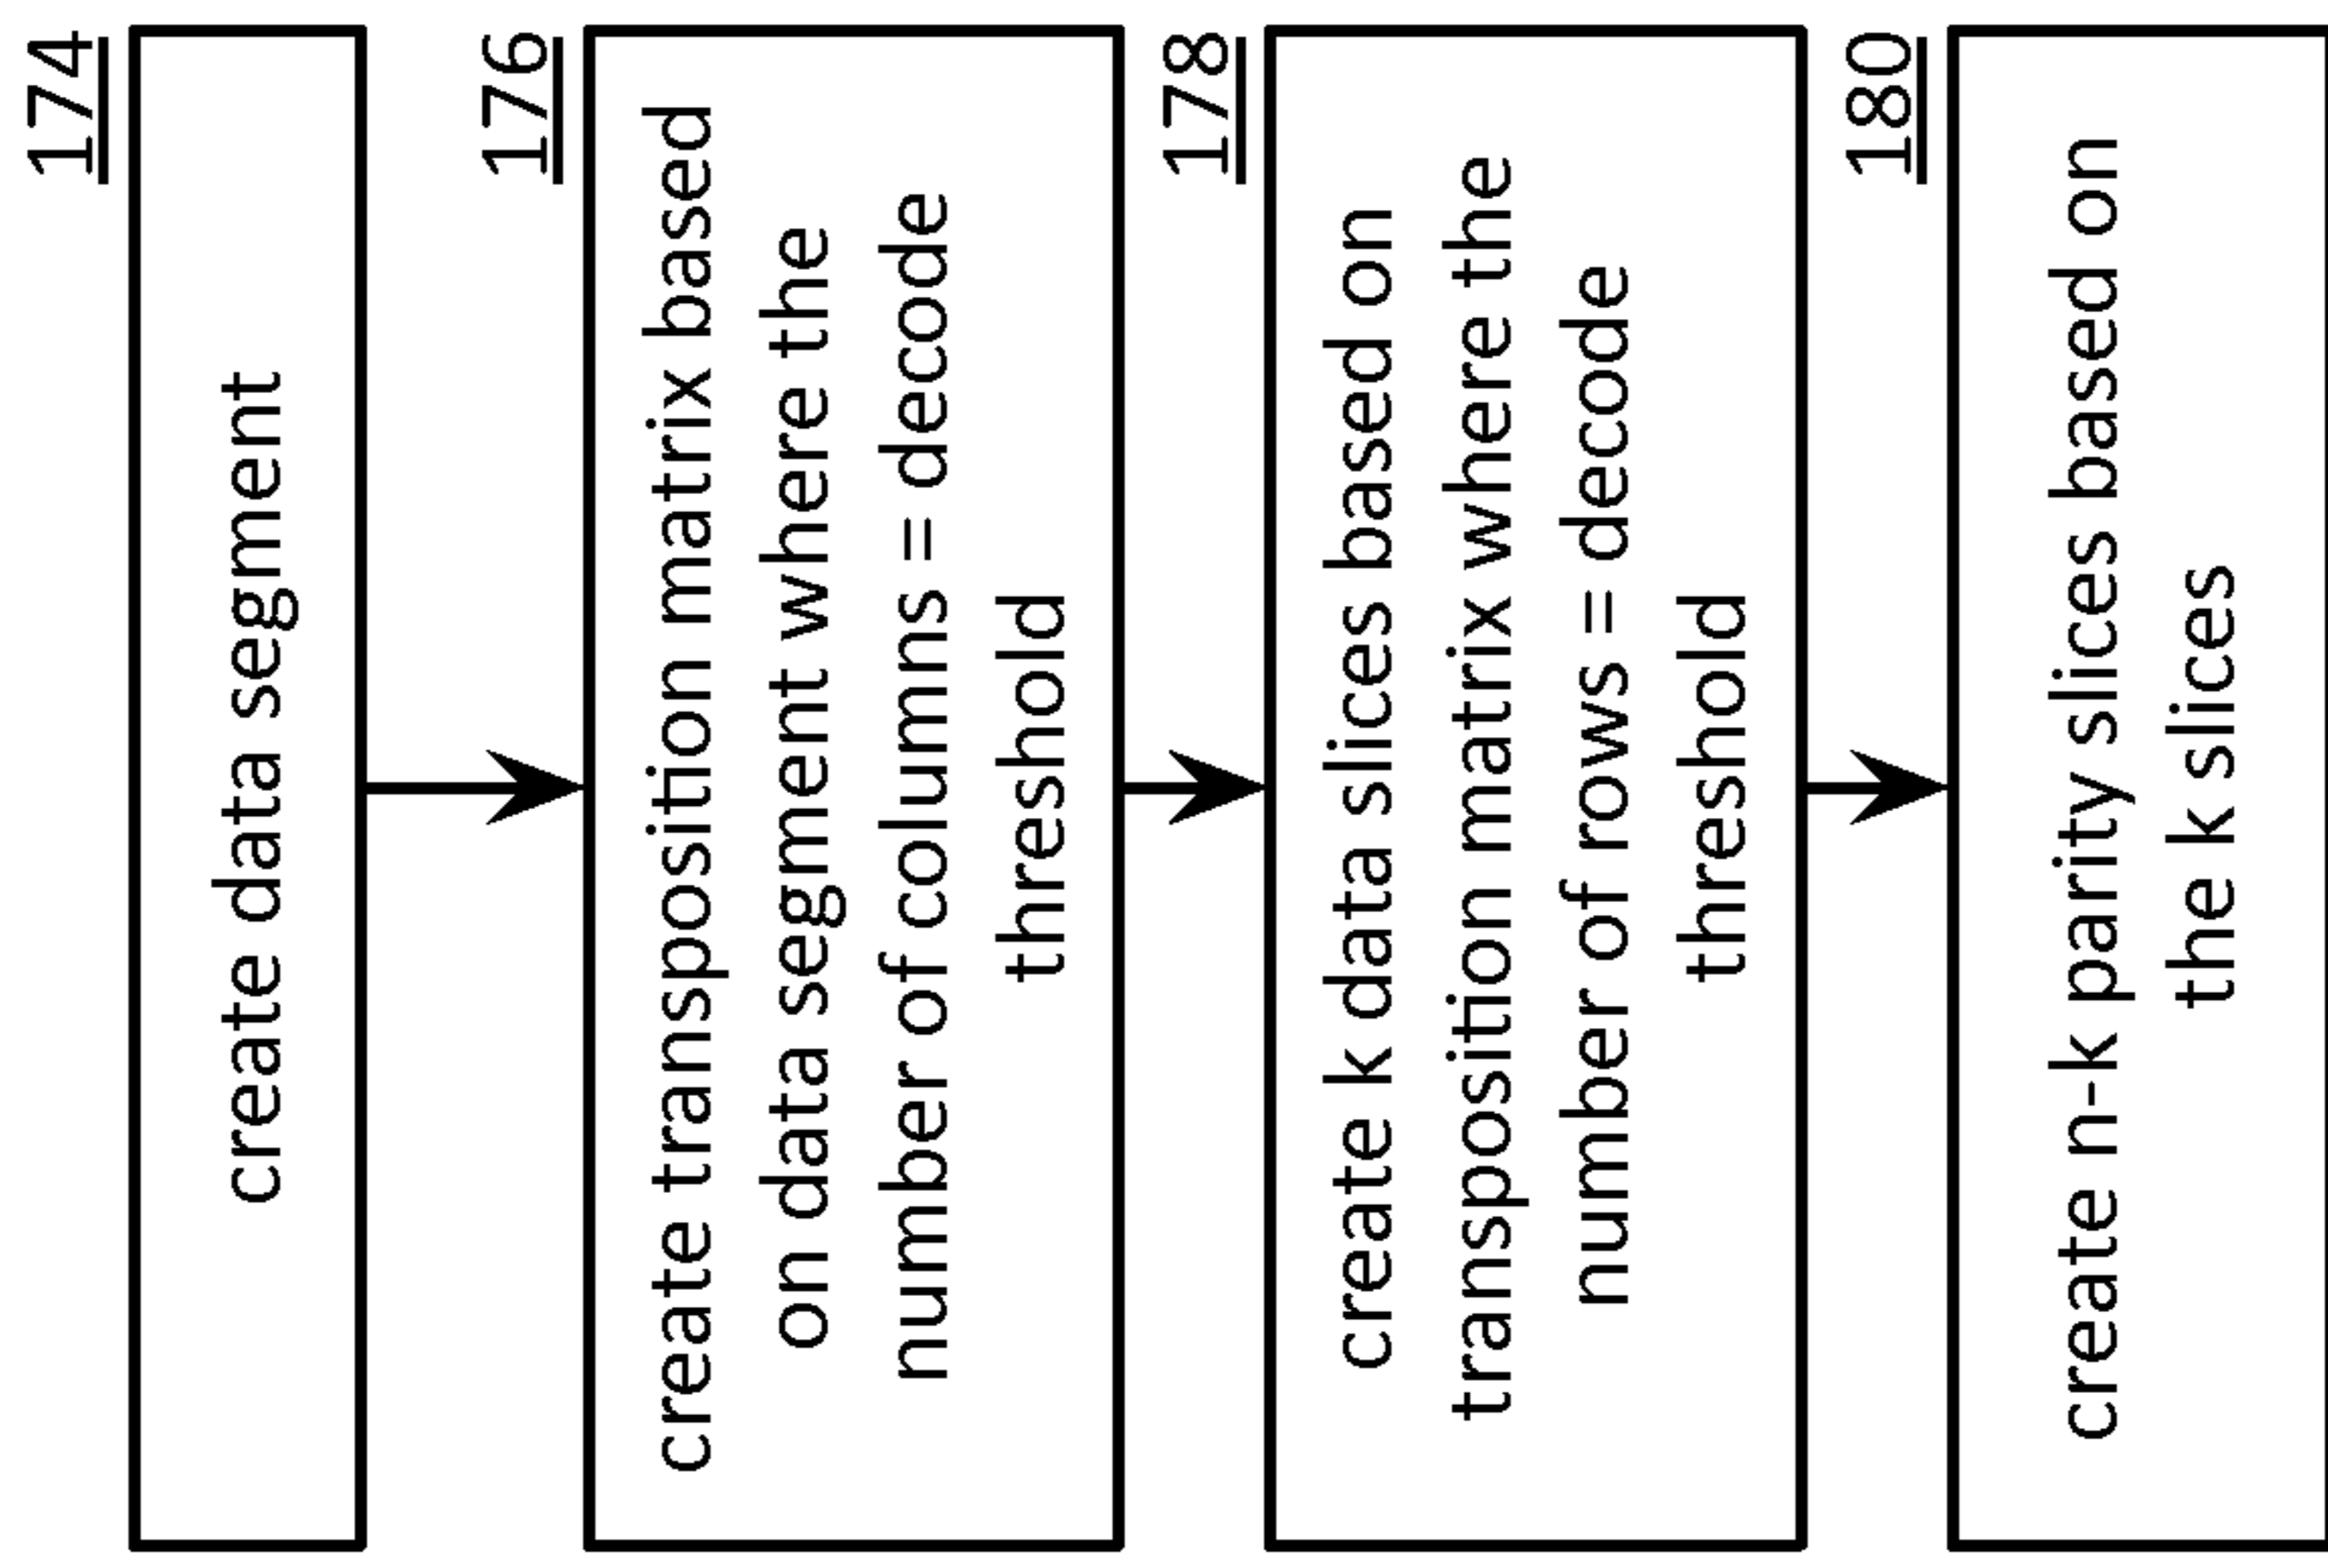 174
create data segment
176
create transposition matrix based
on data segment where the
number of columns = decode
threshold
178
create k data slices based on
transposition matrix where the
number of rows = decode
threshold
180
create n-k parity slices based on
the k slices